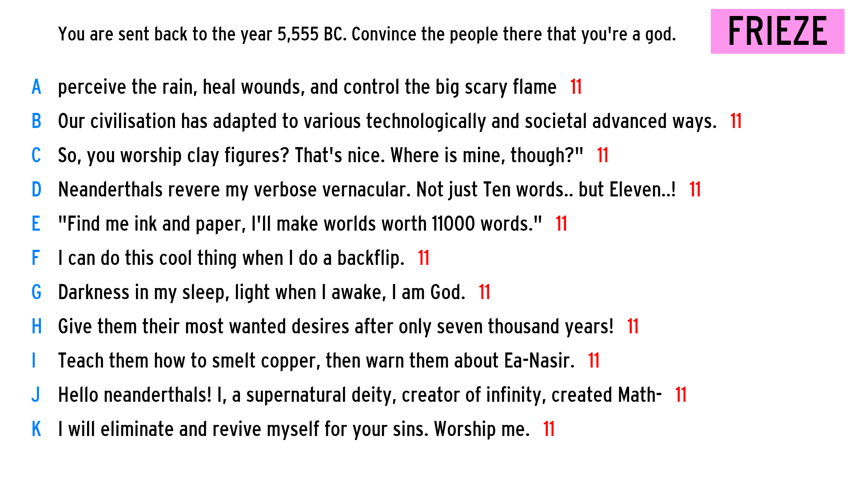 You are sent back to the year 5,555 BC. Convince the people there that you're a god.
FRIEZE
A perceive the rain, heal wounds, and control the big scary flame 11
B Our civilisation has adapted to various technologically and societal advanced ways. 11
C So, you worship clay figures? That's nice. Where is mine, though?" 11
D Neanderthals revere my verbose vernacular. Not just Ten words.. but Eleven..! 11
E "Find me ink and paper, I'll make worlds worth 11000 words." 11
F I can do this cool thing when I do a backflip. 11
G Darkness in my sleep, light when I awake, I am God. 11
H Give them their most wanted desires after only seven thousand years! 11
I Teach them how to smelt copper, then warn them about Ea-Nasir. 11
J Hello neanderthals! I, a supernatural deity, creator of infinity, created Math- 11
K I will eliminate and revive myself for your sins. Worship me. 11